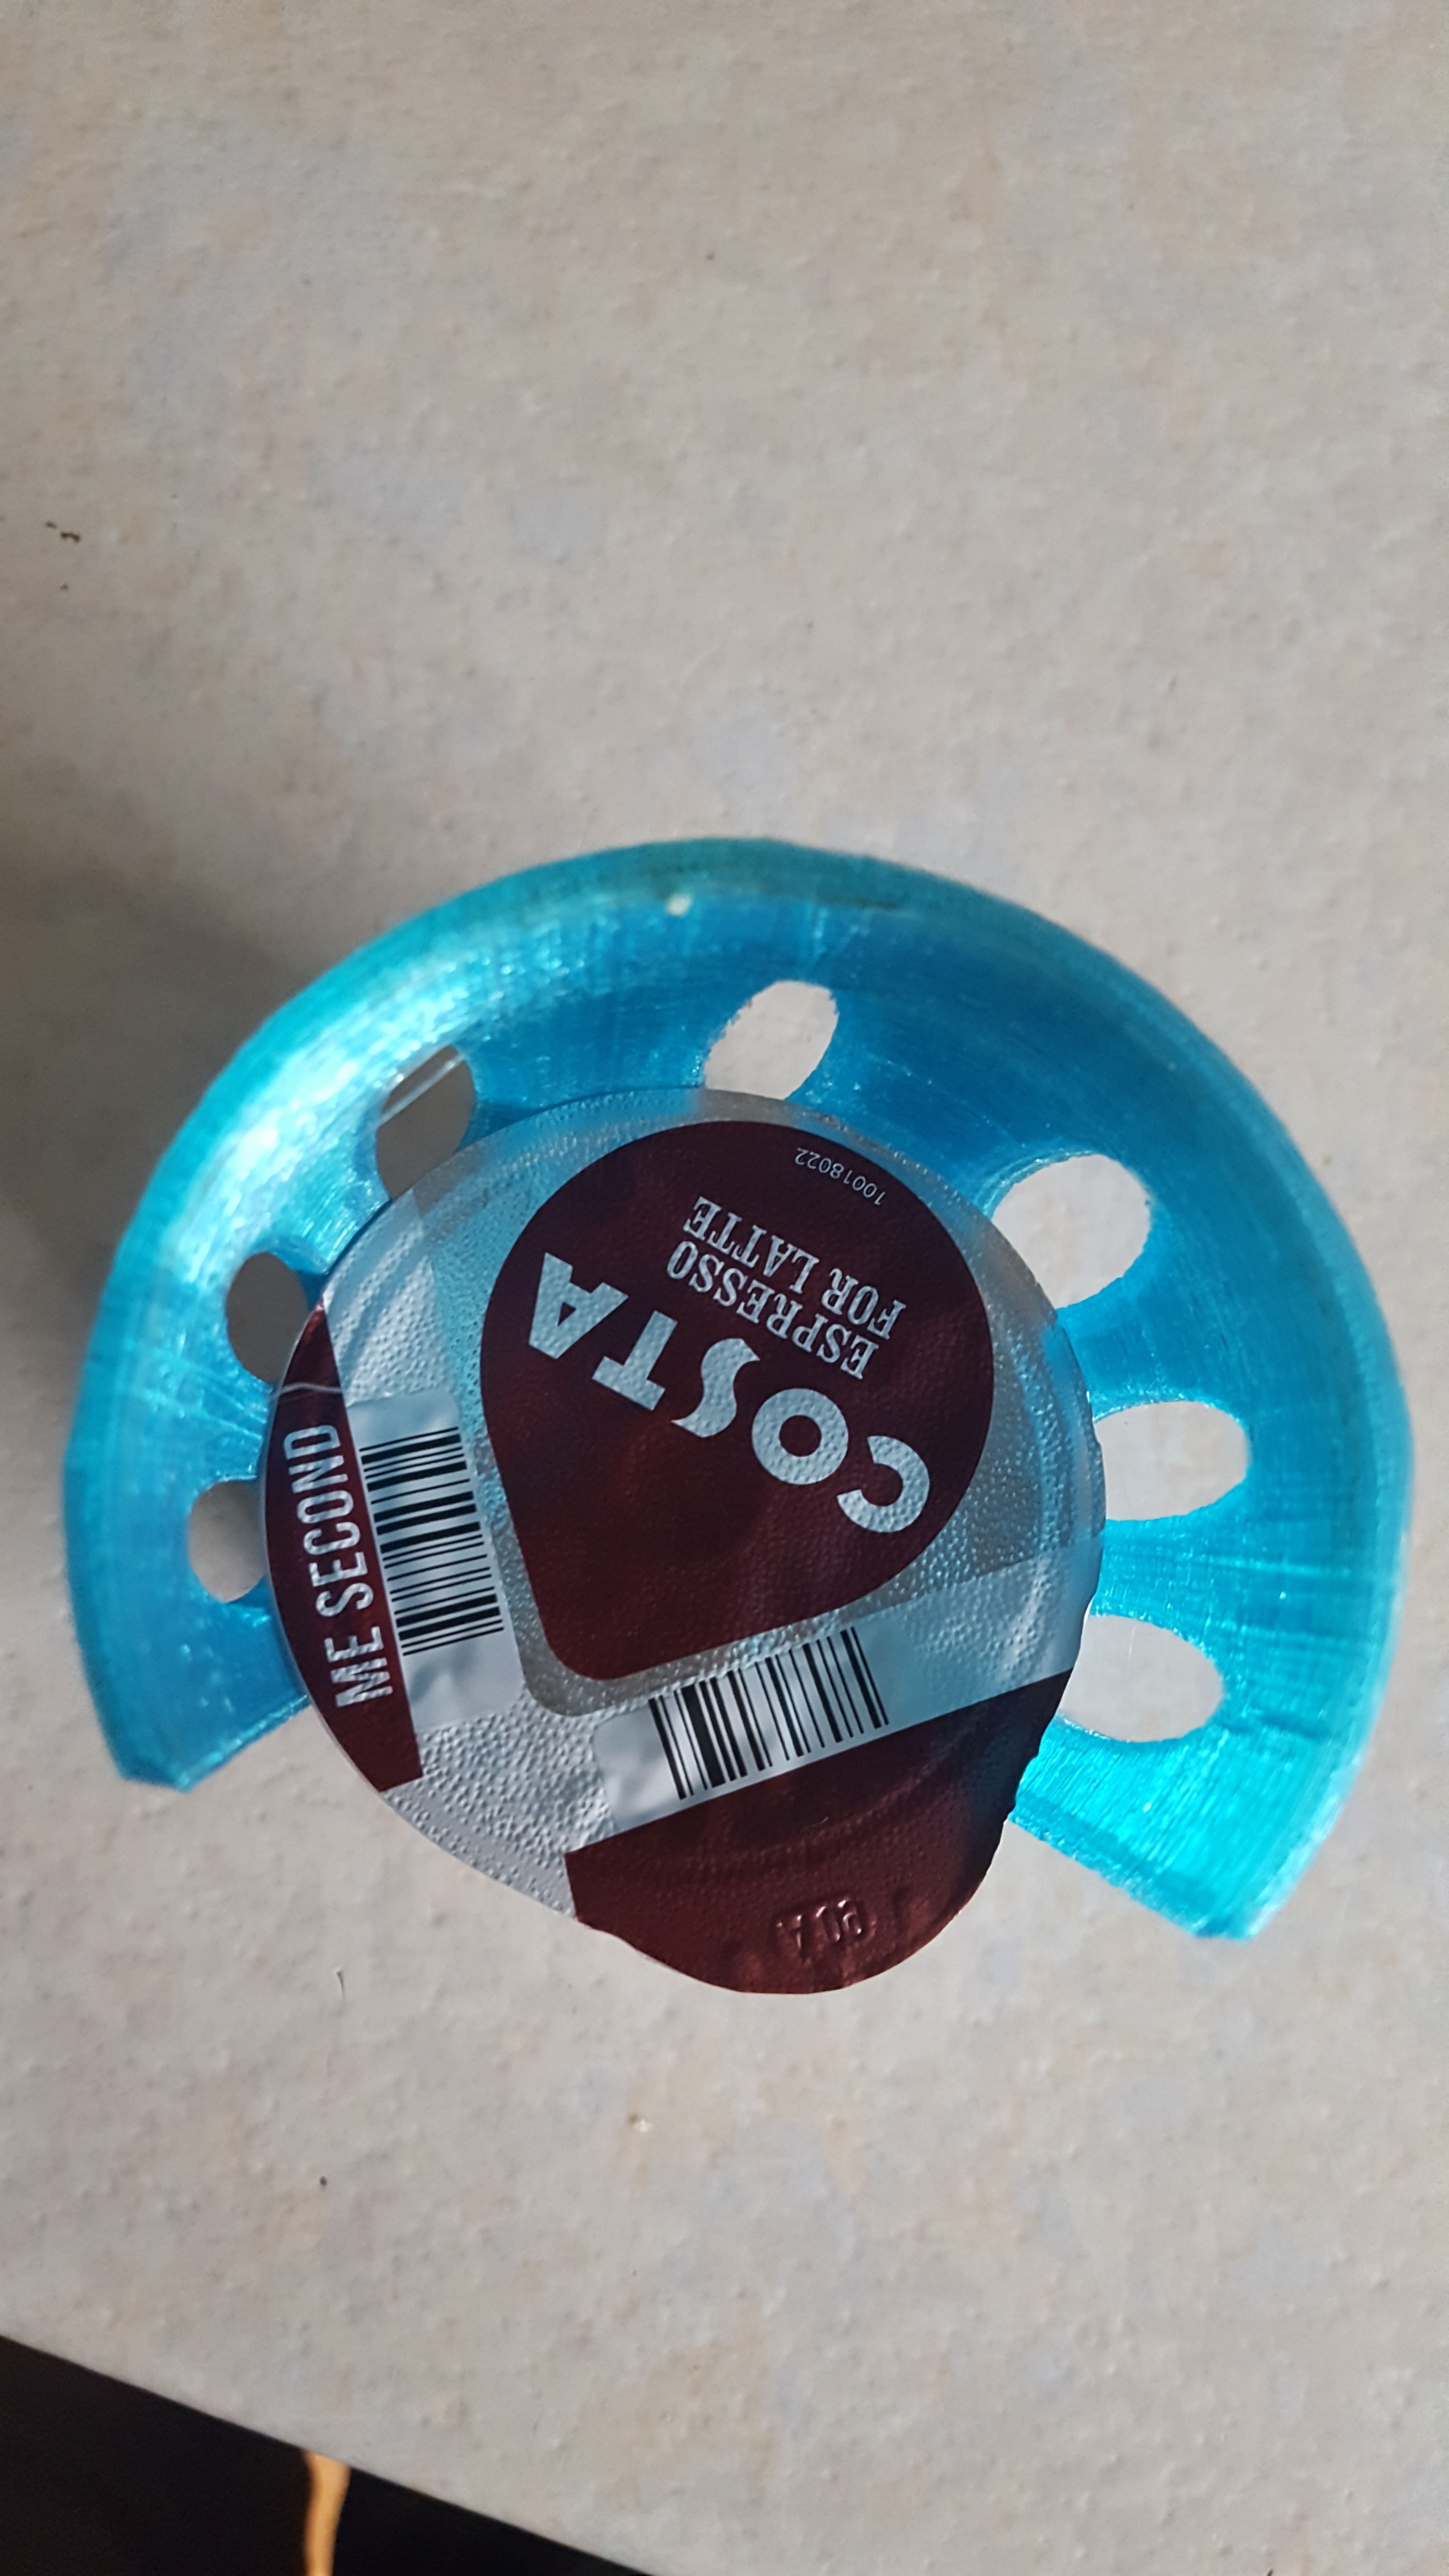 COSTA
ESPRESSO
FOR LATTE
10018022
ME SECOND